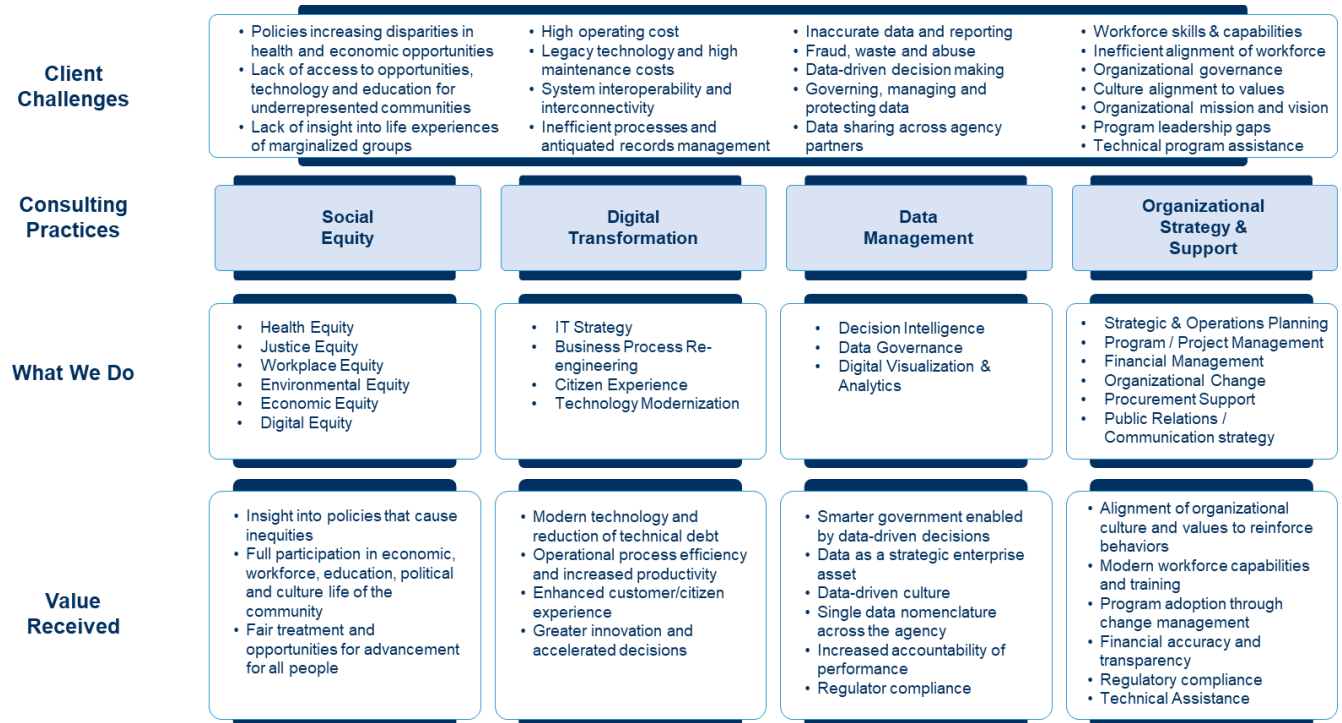 Client
Challenges
• Policies increasing disparities in
health and economic opportunities
• Lack of access to opportunities,
technology and education for
underrepresented communities
• Lack of insight into life experiences
of marginalized groups
• High operating cost
• Legacy technology and high
maintenance costs
• System interoperability and
interconnectivity
• Inefficient processes and
antiquated records management
• Inaccurate data and reporting
• Fraud, waste and abuse
• Data-driven decision making
• Governing, managing and
protecting data
• Data sharing across agency
partners
• Workforce skills & capabilities
• Inefficient alignment of workforce
• Organizational governance
• Culture alignment to values
• Organizational mission and vision
• Program leadership gaps
• Technical program assistance
Consulting
Practices
Social
Equity
Digital
Transformation
Data
Management
Organizational
Strategy &
Support
What We Do
• Health Equity
• Justice Equity
• Workplace Equity
• Environmental Equity
• Economic Equity
• Digital Equity
• IT Strategy
• Business Process Re-
engineering
• Citizen Experience
• Technology Modernization
• Decision Intelligence
• Data Governance
• Digital Visualization &
Analytics
• Strategic & Operations Planning
• Program / Project Management
• Financial Management
• Organizational Change
• Procurement Support
• Public Relations /
Communication strategy
Value
Received
• Insight into policies that cause
inequities
• Full participation in economic,
workforce, education, political
and culture life of the
community
• Fair treatment and
opportunities for advancement
for all people
• Modern technology and
reduction of technical debt
• Operational process efficiency
and increased productivity
• Enhanced customer/citizen
experience
• Greater innovation and
accelerated decisions
• Smarter government enabled
by data-driven decisions
• Data as a strategic enterprise
asset
• Data-driven culture
• Single data nomenclature
across the agency
• Increased accountability of
performance
• Regulator compliance
• Alignment of organizational
culture and values to reinforce
behaviors
• Modern workforce capabilities
and training
• Program adoption through
change management
• Financial accuracy and
transparency
• Regulatory compliance
• Technical Assistance